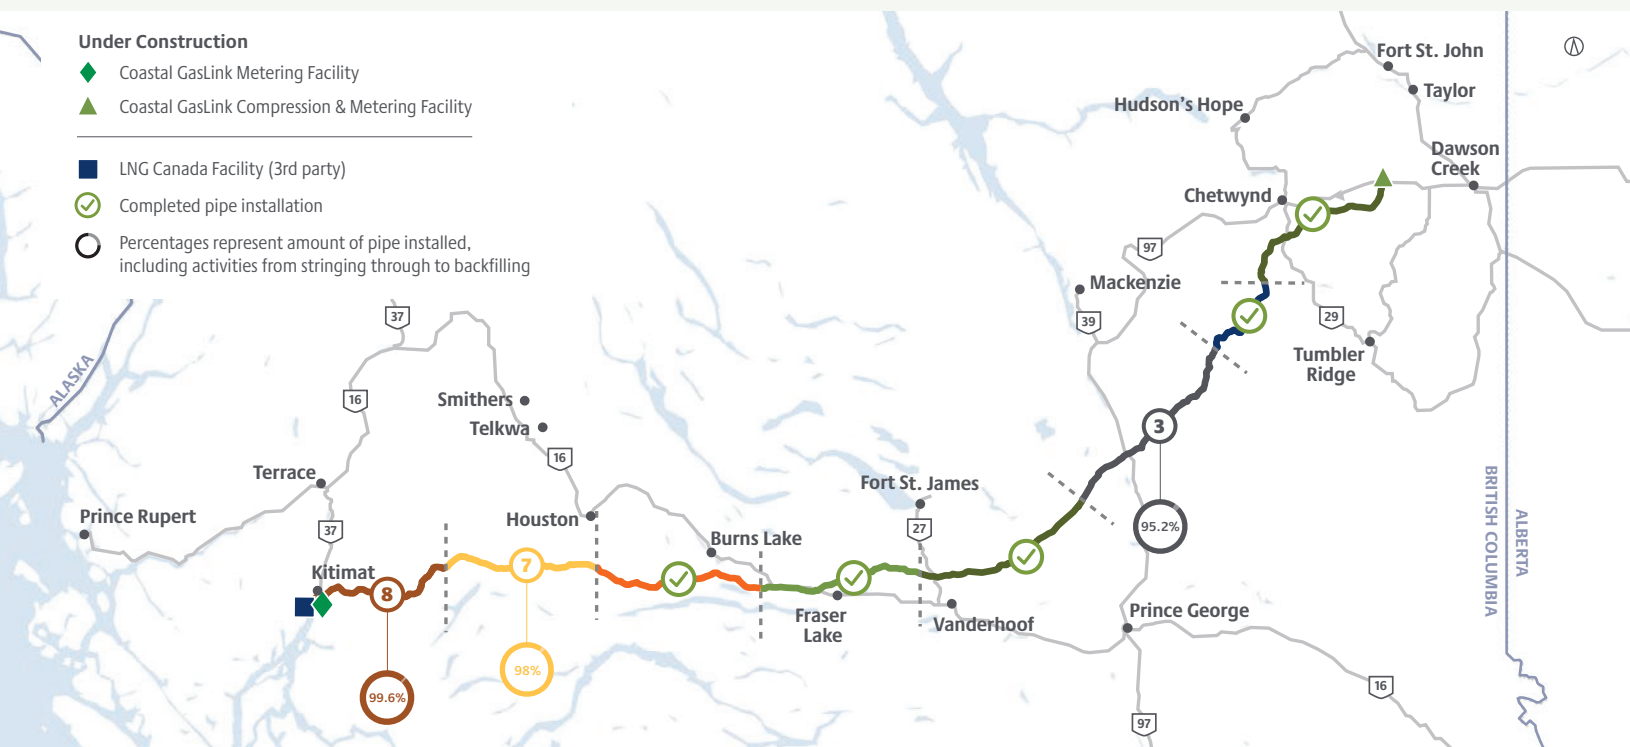 Under Construction
Coastal GasLink Metering Facility
Coastal GasLink Compression & Metering Facility
LNG Canada Facility (3rd party)
Completed pipe installation
Percentages represent amount of pipe installed,
including activities from stringing through to backfilling
Fort St. John
Taylor
Hudson's Hope
Dawson
Creek
Chetwynd
97
Mackenzie
39
29
Tumbler
Ridge
37
ALASKA
16
Smithers
Telkwa
16
3
Terrace
Fort St. James
BRITISH COLUMBIA
ALBERTA
Prince Rupert
37
Houston
27
95.2%
Burns Lake
Kitimat
7
8
Fraser
Lake
Vanderhoof
Prince George
98%
99.6%
16
97